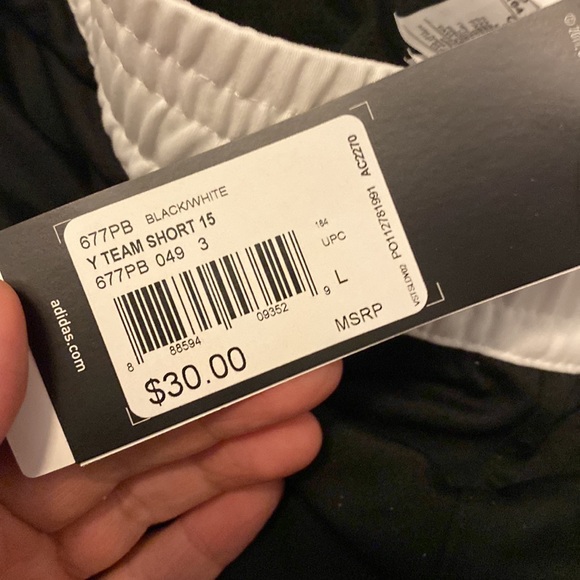 677PB BLACK/WHITE
Y TEAM SHORT 15
677PB 049 3
184
UPC
8 88594 09352 9
L
$30.00
MSRP
PO112781991 AC2270
adidas.com